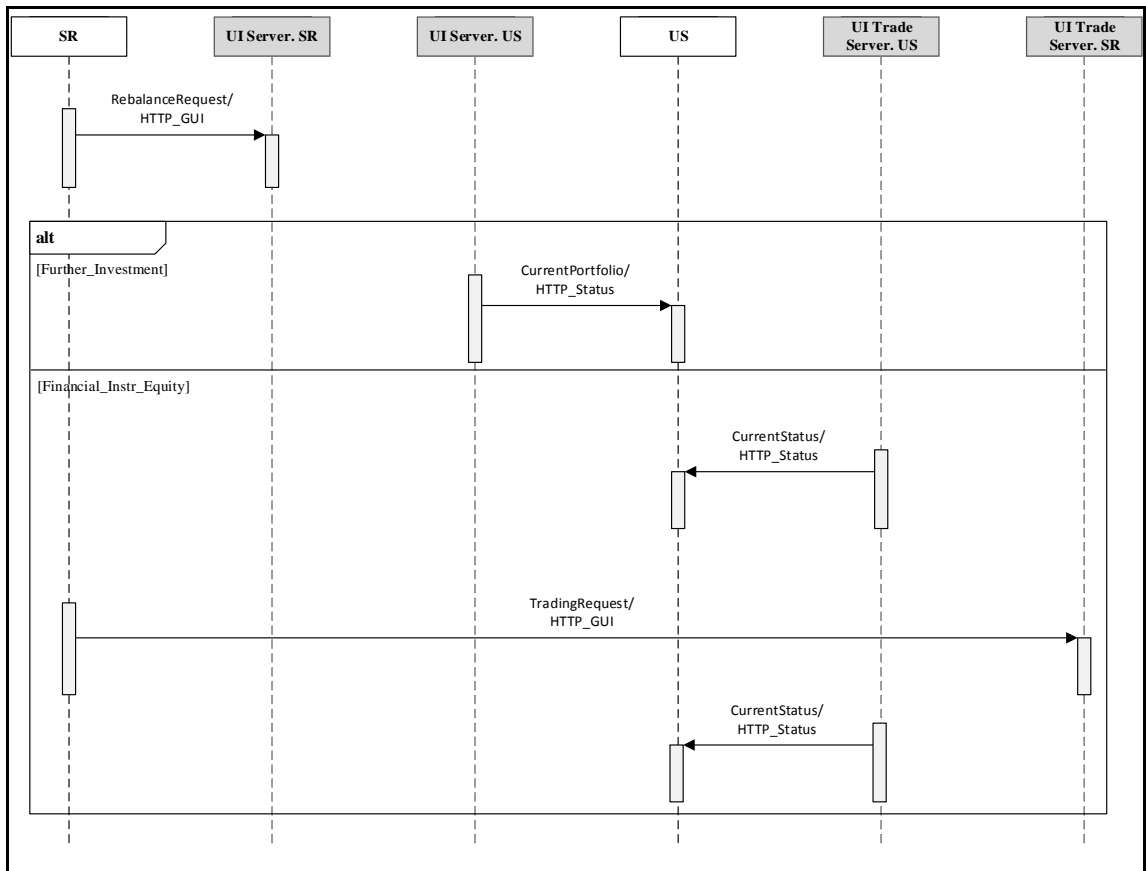 SR
UI Server. SR
UI Server. US
US
UI Trade
Server. US
UI Trade
Server. SR
RebalanceRequest/
HTTP_GUI
alt
[Further_Investment]
CurrentPortfolio/
HTTP_Status
[Financial_Instr_Equity]
CurrentStatus/
HTTP_Status
TradingRequest/
HTTP_GUI
CurrentStatus/
HTTP_Status